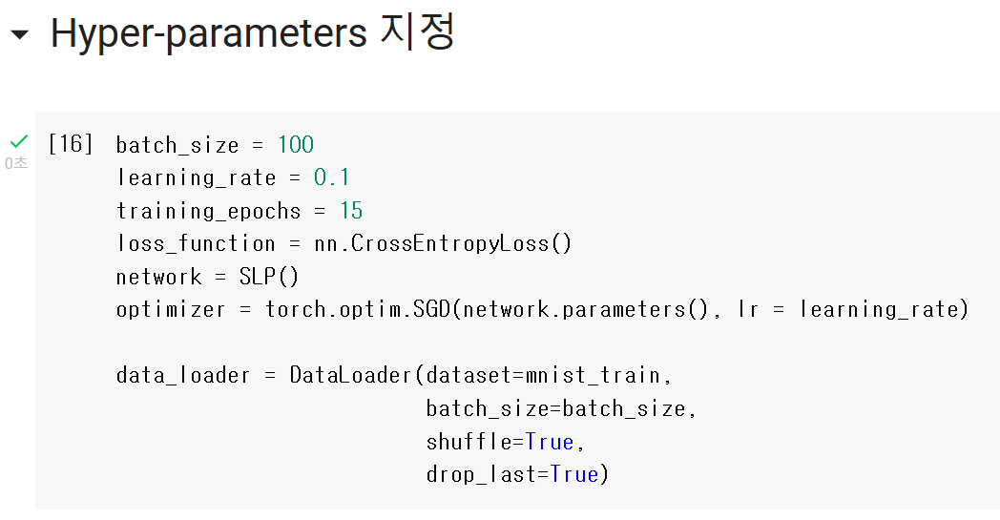 Hyper-parameters 지정
[16] batch_size = 100
0초
learning_rate = 0.1
training_epochs = 15
loss_function = nn.CrossEntropyLoss()
network = SLP()
optimizer = torch.optim.SGD(network.parameters(), lr = learning_rate)
data_loader = DataLoader(dataset=mnist_train,
batch_size=batch_size,
shuffle=True,
drop_last=True)